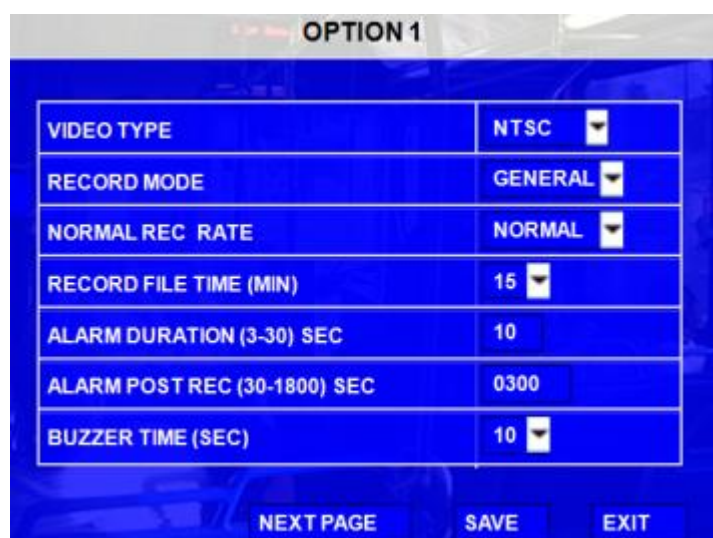 OPTION 1
VIDEO TYPE NTSC
RECORD MODE GENERAL
NORMAL REC RATE NORMAL
RECORD FILE TIME (MIN) 15
ALARM DURATION (3-30) SEC 10
ALARM POST REC (30-1800) SEC 0300
BUZZER TIME (SEC) 10
NEXT PAGE SAVE EXIT